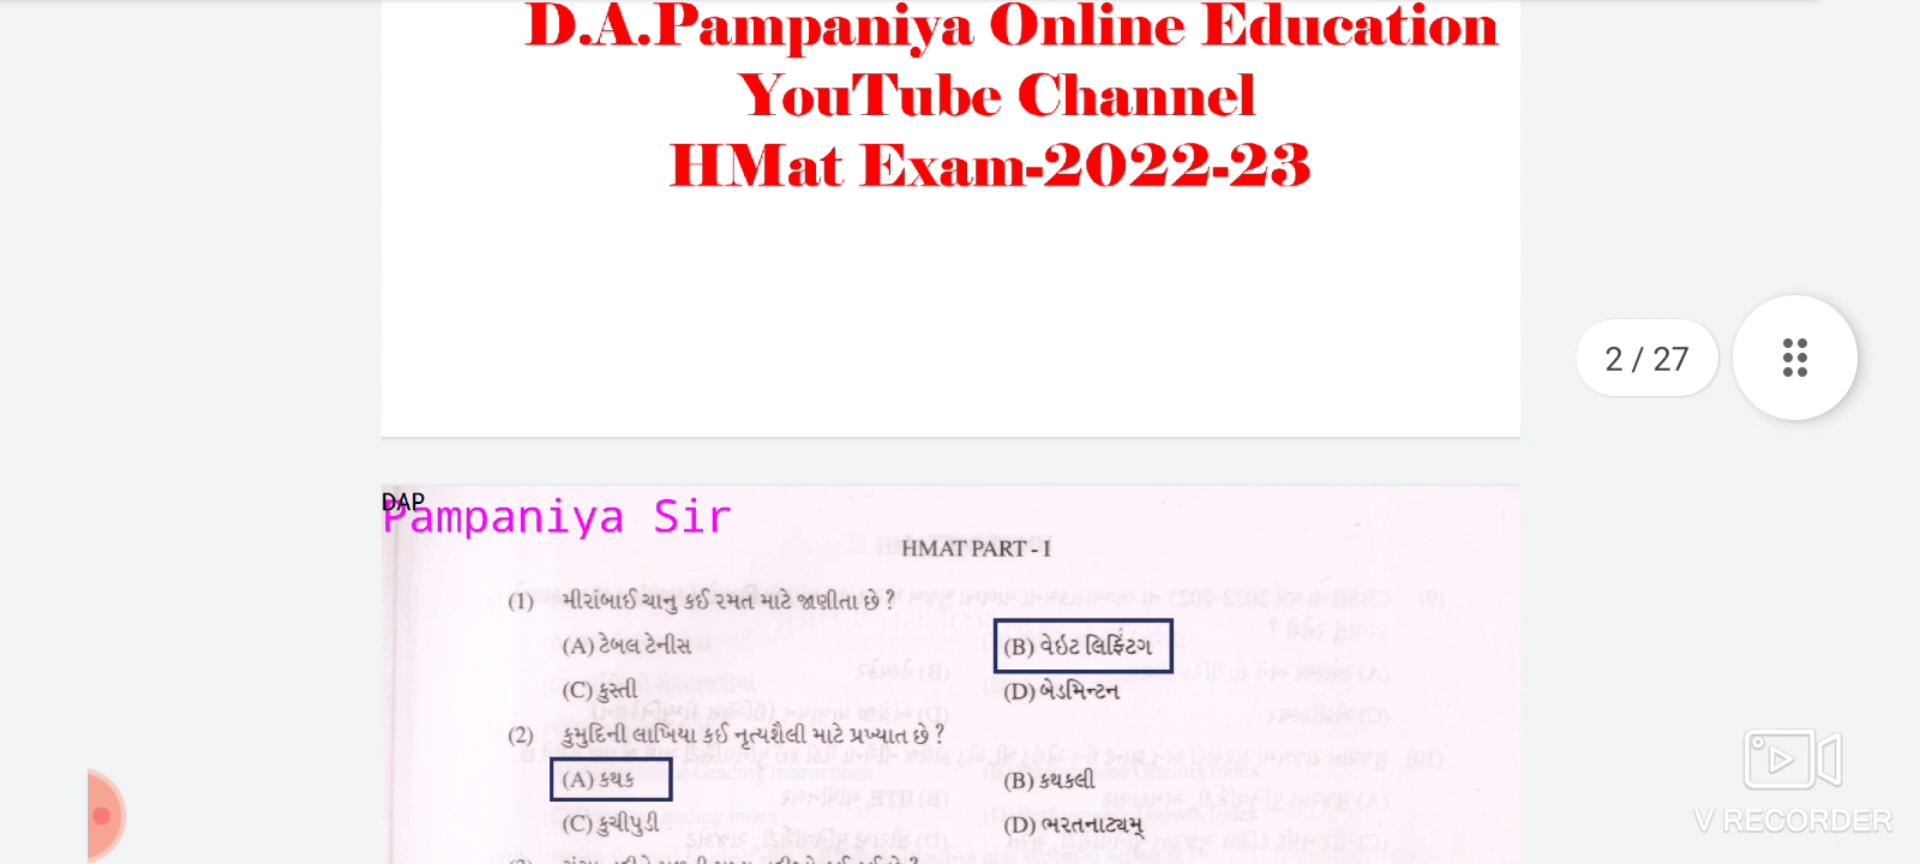 D.A.Pampaniya Online Education
YouTube Channel
HMat Exam-2022-23
2 / 27
DAP
Pampaniya Sir
HMAT PART - I
(1) મીરાંબાઈ ચાનુ કઈ રમત માટે જાણીતા છે ?
(A) ટેબલ ટેનીસ (B) વેઇટ લિફ્ટિંગ
(C) કુસ્તી (D) બેડમિન્ટન
(2) કુમુદિની લાખિયા કઈ નૃત્યશૈલી માટે પ્રખ્યાત છે ?
(A) કથક (B) કથકલી
(C) કુચીપુડી (D) ભરતનાટ્યમ્
V RECORDER